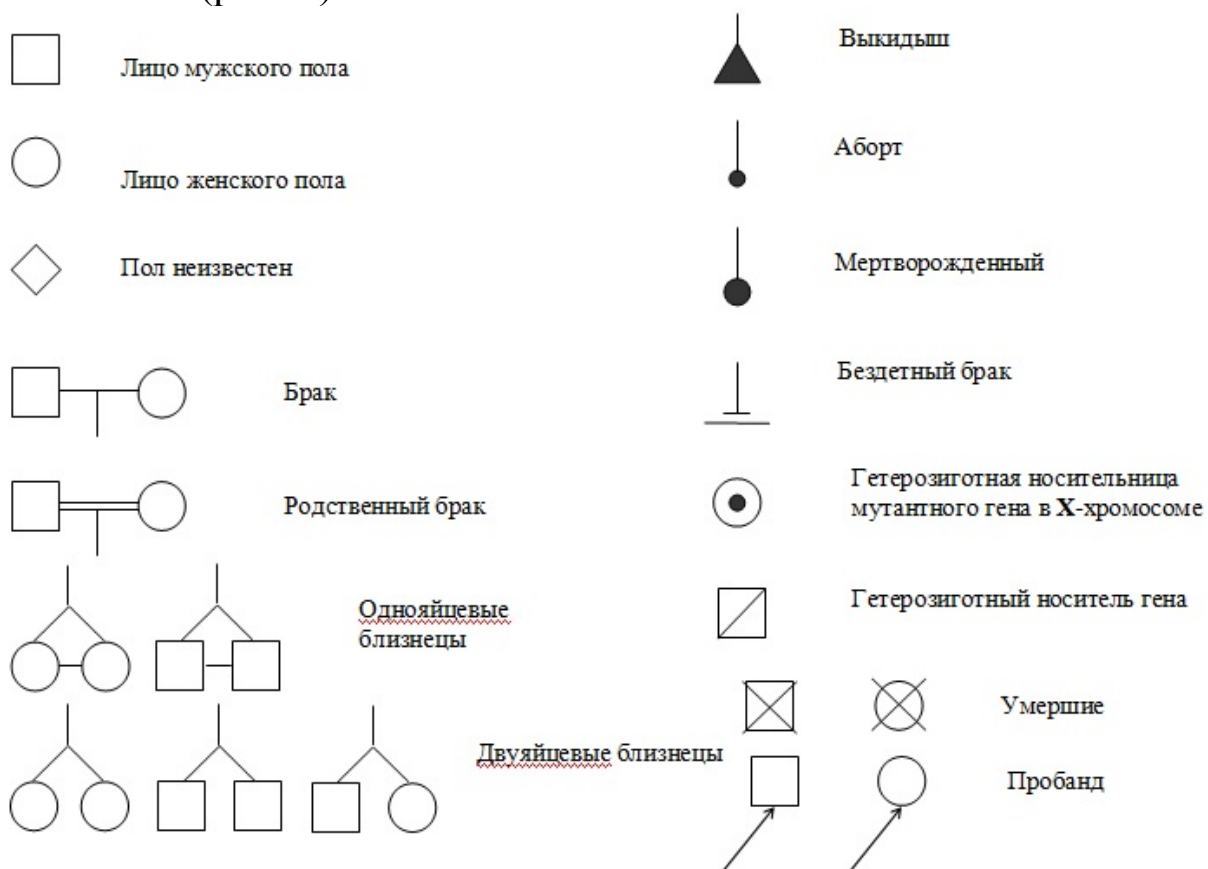 Лицо мужского пола
Лицо женского пола
Пол неизвестен
Брак
Родственный брак
Однояйцевые
близнецы
Двуяйцевые близнецы
Выкидыш
Аборт
Мертворожденный
Бездетный брак
Гетерозиготная носительница
мутантного гена в X-хромосоме
Гетерозиготный носитель гена
Умершие
Пробанд